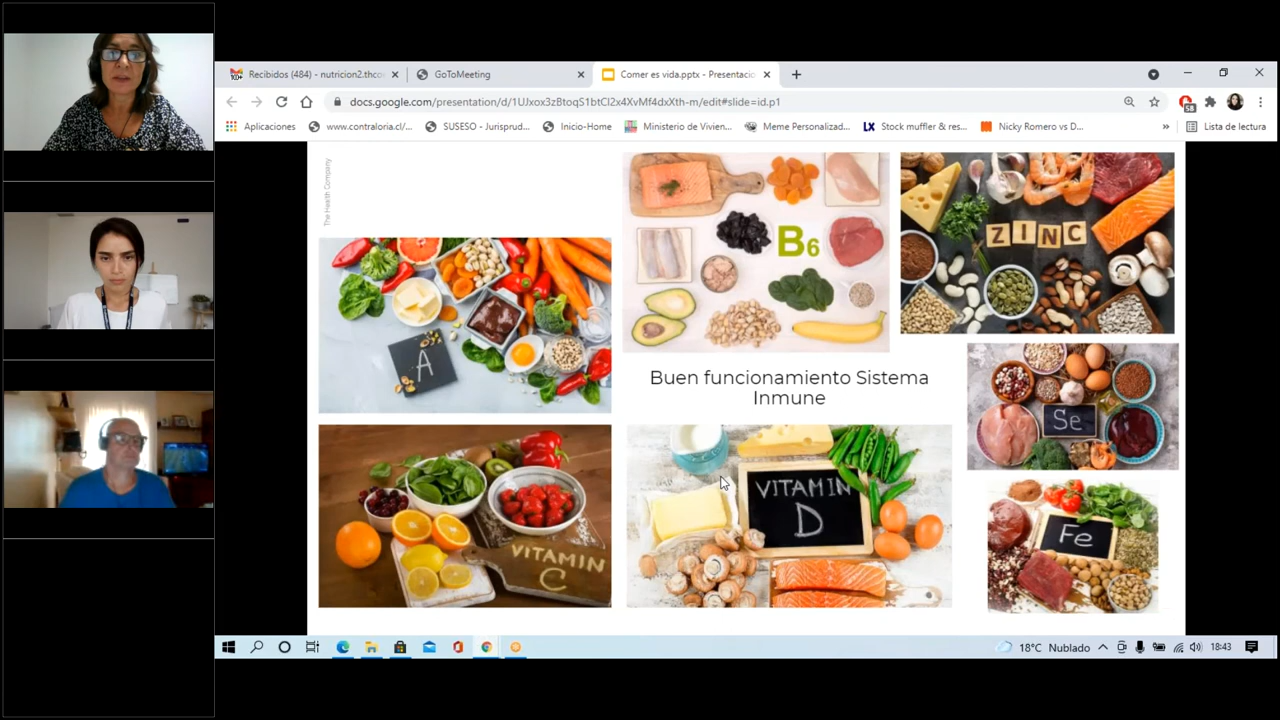 Recibidos (484) - nutricion2.thco
GoToMeeting
Comer es vida.pptx - Presentacio
docs.google.com/presentation/d/1UJxox3zBtoqS1btCl2x4XvMf4dxXth-m/edit#slide=id.p1
58
Aplicaciones
www.contraloria.cl/...
SUSESO - Jurisprud...
Inicio-Home
Ministerio de Vivien...
Meme Personalizad...
LX Stock muffler & res...
Nicky Romero vs D...
»
Lista de lectura
The Health Company
A
B6
ZINC
Buen funcionamiento Sistema
Inmune
Se
VITAMIN
C
VITAMIN
D
Fe
18°C Nublado
18:43